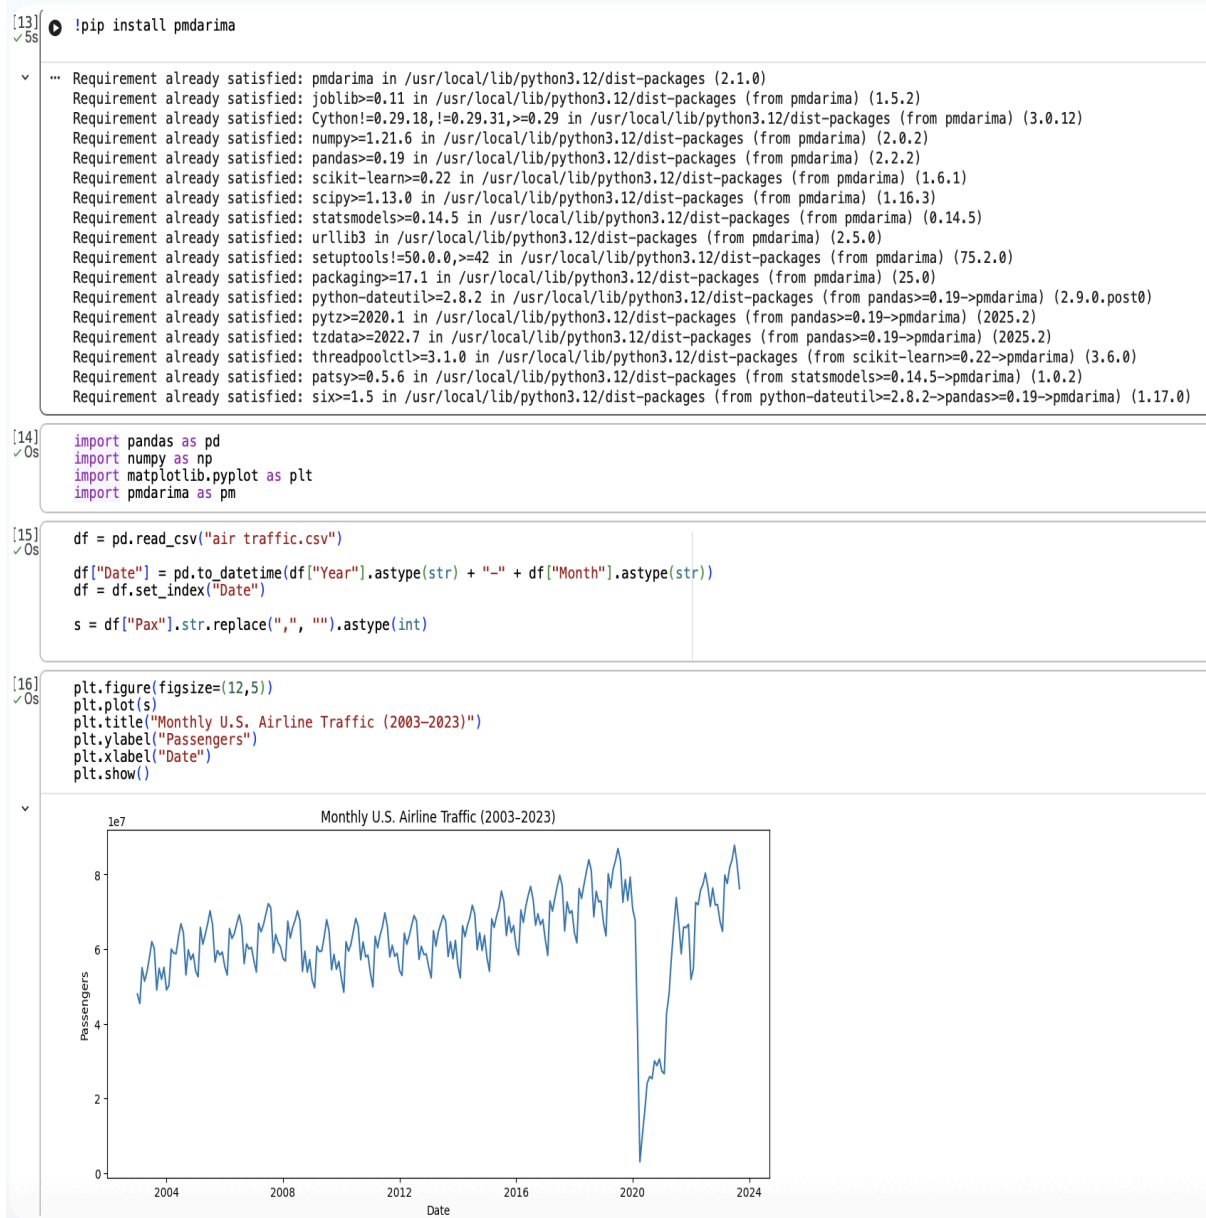 [13]
✓ 5s
!pip install pmdarima
··· Requirement already satisfied: pmdarima in /usr/local/lib/python3.12/dist-packages (2.1.0)
Requirement already satisfied: joblib>=0.11 in /usr/local/lib/python3.12/dist-packages (from pmdarima) (1.5.2)
Requirement already satisfied: Cython!=0.29.18,!=0.29.31,>=0.29 in /usr/local/lib/python3.12/dist-packages (from pmdarima) (3.0.12)
Requirement already satisfied: numpy>=1.21.6 in /usr/local/lib/python3.12/dist-packages (from pmdarima) (2.0.2)
Requirement already satisfied: pandas>=0.19 in /usr/local/lib/python3.12/dist-packages (from pmdarima) (2.2.2)
Requirement already satisfied: scikit-learn>=0.22 in /usr/local/lib/python3.12/dist-packages (from pmdarima) (1.6.1)
Requirement already satisfied: scipy>=1.13.0 in /usr/local/lib/python3.12/dist-packages (from pmdarima) (1.16.3)
Requirement already satisfied: statsmodels>=0.14.5 in /usr/local/lib/python3.12/dist-packages (from pmdarima) (0.14.5)
Requirement already satisfied: urllib3 in /usr/local/lib/python3.12/dist-packages (from pmdarima) (2.5.0)
Requirement already satisfied: setuptools!=50.0.0,>=42 in /usr/local/lib/python3.12/dist-packages (from pmdarima) (75.2.0)
Requirement already satisfied: packaging>=17.1 in /usr/local/lib/python3.12/dist-packages (from pmdarima) (25.0)
Requirement already satisfied: python-dateutil>=2.8.2 in /usr/local/lib/python3.12/dist-packages (from pandas>=0.19->pmdarima) (2.9.0.post0)
Requirement already satisfied: pytz>=2020.1 in /usr/local/lib/python3.12/dist-packages (from pandas>=0.19->pmdarima) (2025.2)
Requirement already satisfied: tzdata>=2022.7 in /usr/local/lib/python3.12/dist-packages (from pandas>=0.19->pmdarima) (2025.2)
Requirement already satisfied: threadpoolctl>=3.1.0 in /usr/local/lib/python3.12/dist-packages (from scikit-learn>=0.22->pmdarima) (3.6.0)
Requirement already satisfied: patsy>=0.5.6 in /usr/local/lib/python3.12/dist-packages (from statsmodels>=0.14.5->pmdarima) (1.0.2)
Requirement already satisfied: six>=1.5 in /usr/local/lib/python3.12/dist-packages (from python-dateutil>=2.8.2->pandas>=0.19->pmdarima) (1.17.0)
[14]
✓ 0s
import pandas as pd
import numpy as np
import matplotlib.pyplot as plt
import pmdarima as pm
[15]
✓ 0s
df = pd.read_csv("air traffic.csv")
df["Date"] = pd.to_datetime(df["Year"].astype(str) + "-" + df["Month"].astype(str))
df = df.set_index("Date")
s = df["Pax"].str.replace(",", "").astype(int)
[16]
✓ 0s
plt.figure(figsize=(12,5))
plt.plot(s)
plt.title("Monthly U.S. Airline Traffic (2003–2023)")
plt.ylabel("Passengers")
plt.xlabel("Date")
plt.show()
Monthly U.S. Airline Traffic (2003–2023)
1e7
8
6
4
2
0
Passengers
2004 2008 2012 2016 2020 2024
Date